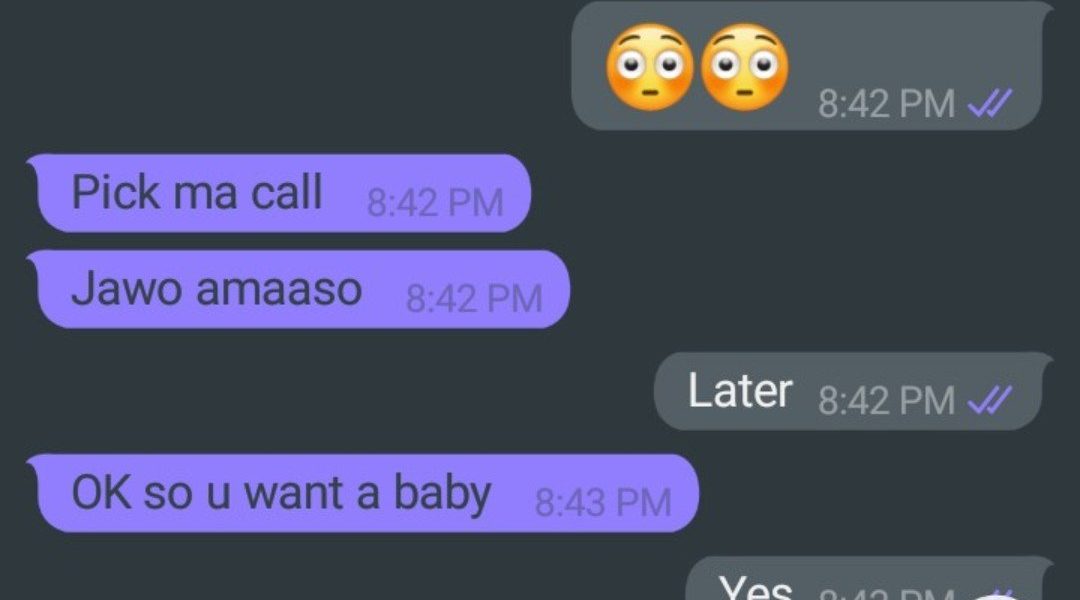 😳😳 8:42 PM
Pick ma call 8:42 PM
Jawo amaaso 8:42 PM
Later 8:42 PM
OK so u want a baby 8:43 PM
Yes